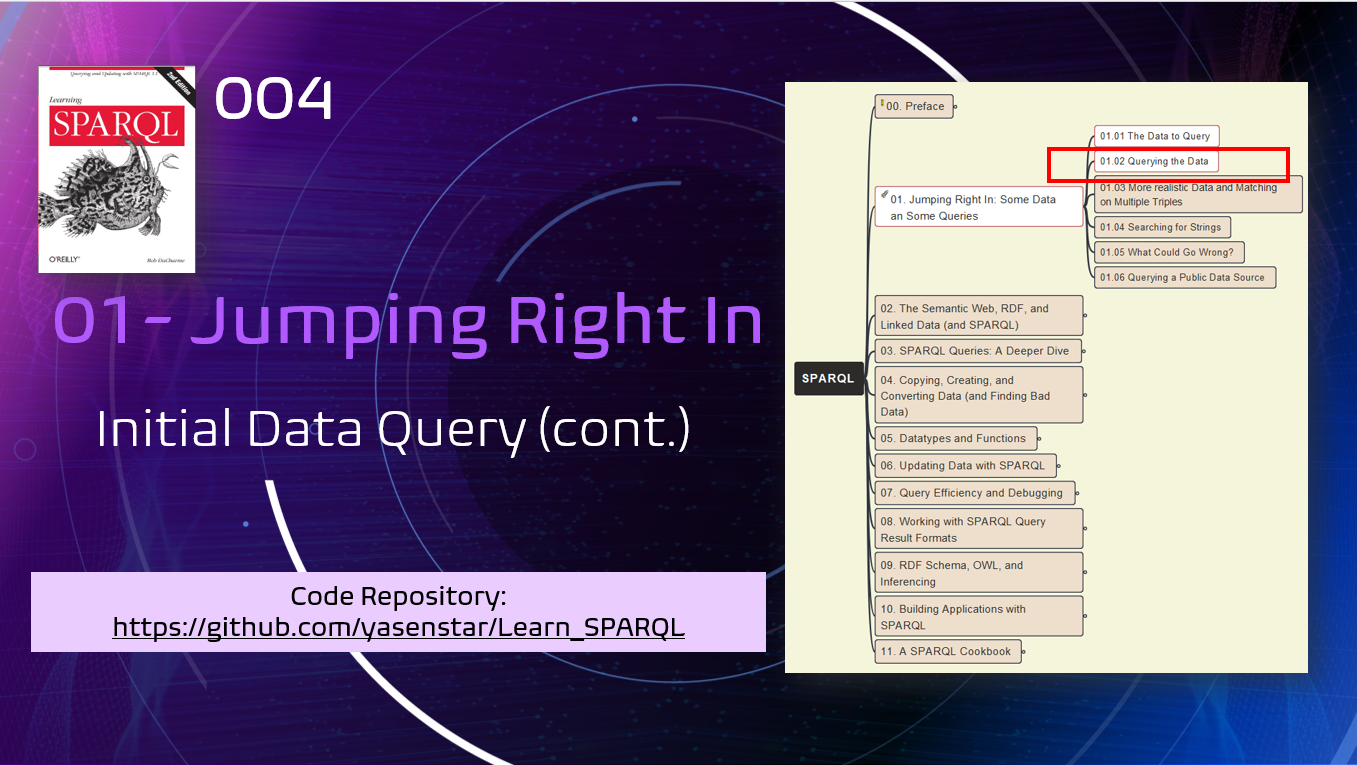 Querying and Updating with SPARQL 1.1
2nd Edition
Learning
SPARQL
O'REILLY
Bob DuCharme
004
01- Jumping Right In
Initial Data Query (cont.)
Code Repository:
https://github.com/yasenstar/Learn_SPARQL
SPARQL
00. Preface
01. Jumping Right In: Some Data
an Some Queries
01.01 The Data to Query
01.02 Querying the Data
01.03 More realistic Data and Matching
on Multiple Triples
01.04 Searching for Strings
01.05 What Could Go Wrong?
01.06 Querying a Public Data Source
02. The Semantic Web, RDF, and
Linked Data (and SPARQL)
03. SPARQL Queries: A Deeper Dive
04. Copying, Creating, and
Converting Data (and Finding Bad
Data)
05. Datatypes and Functions
06. Updating Data with SPARQL
07. Query Efficiency and Debugging
08. Working with SPARQL Query
Result Formats
09. RDF Schema, OWL, and
Inferencing
10. Building Applications with
SPARQL
11. A SPARQL Cookbook